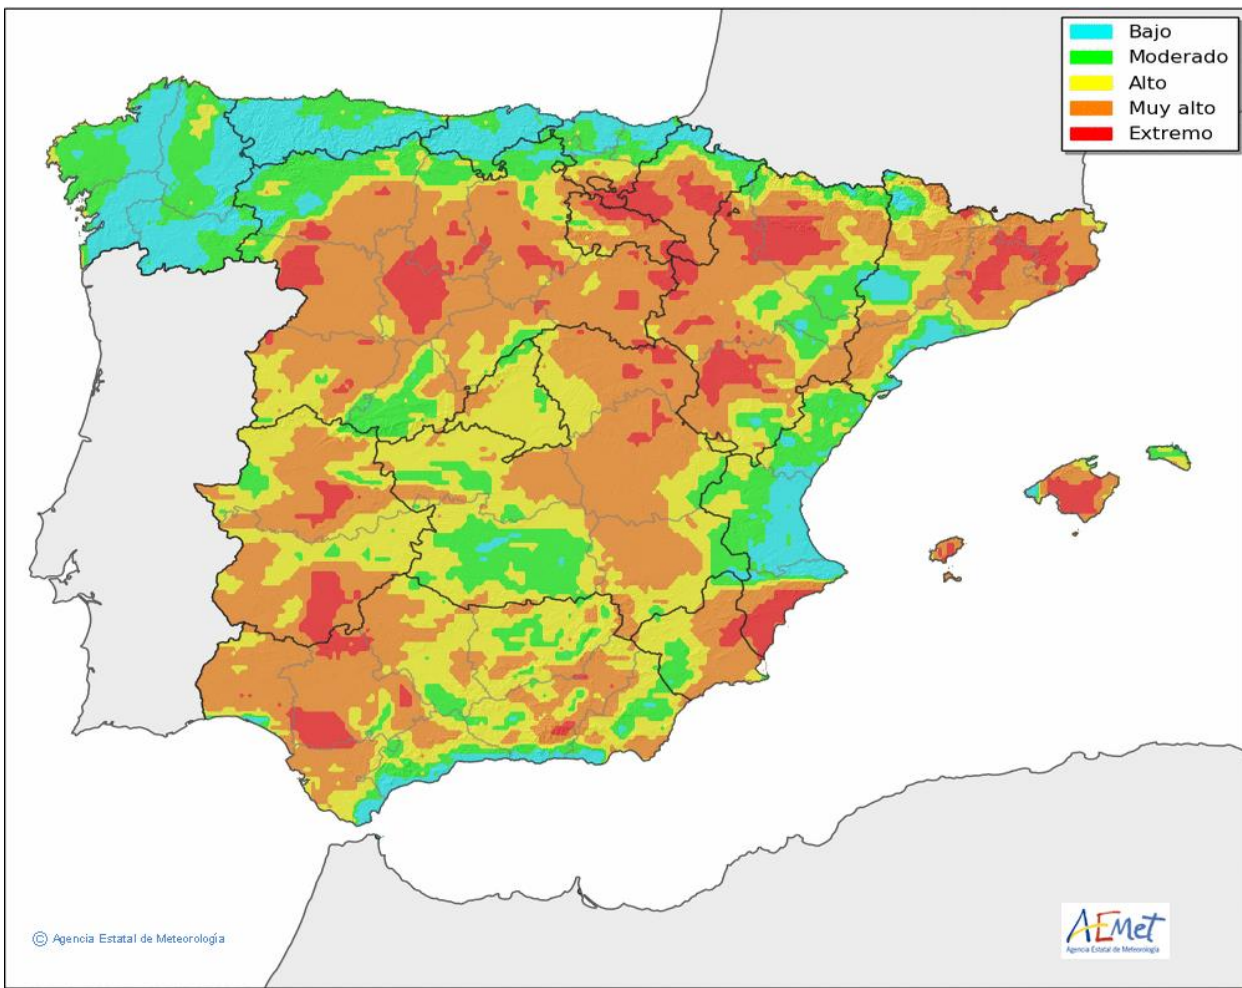 Bajo
Moderado
Alto
Muy alto
Extremo
© Agencia Estatal de Meteorología
AEMet
Agencia Estatal de Meteorología